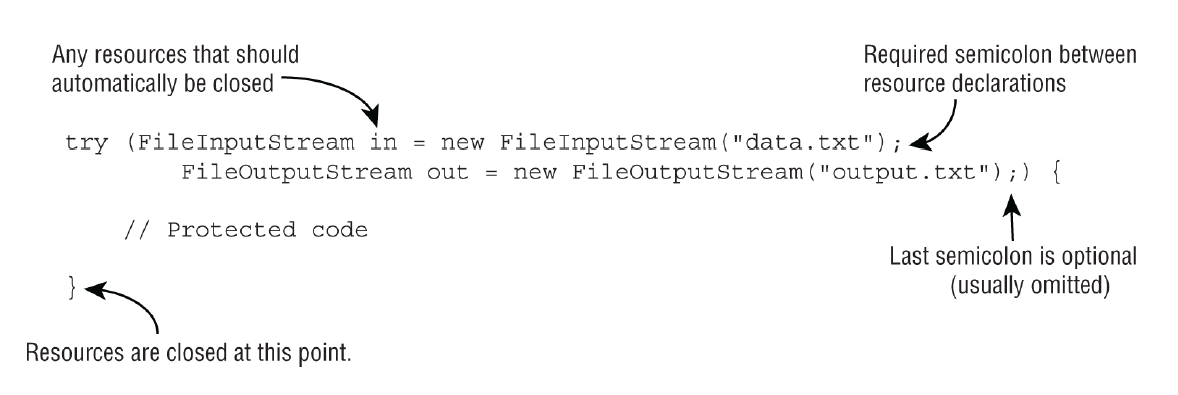 Any resources that should
automatically be closed
Required semicolon between
resource declarations
try (FileInputStream in = new FileInputStream("data.txt");
FileOutputStream out = new FileOutputStream("output.txt");) {
// Protected code
Last semicolon is optional
(usually omitted)
}
Resources are closed at this point.